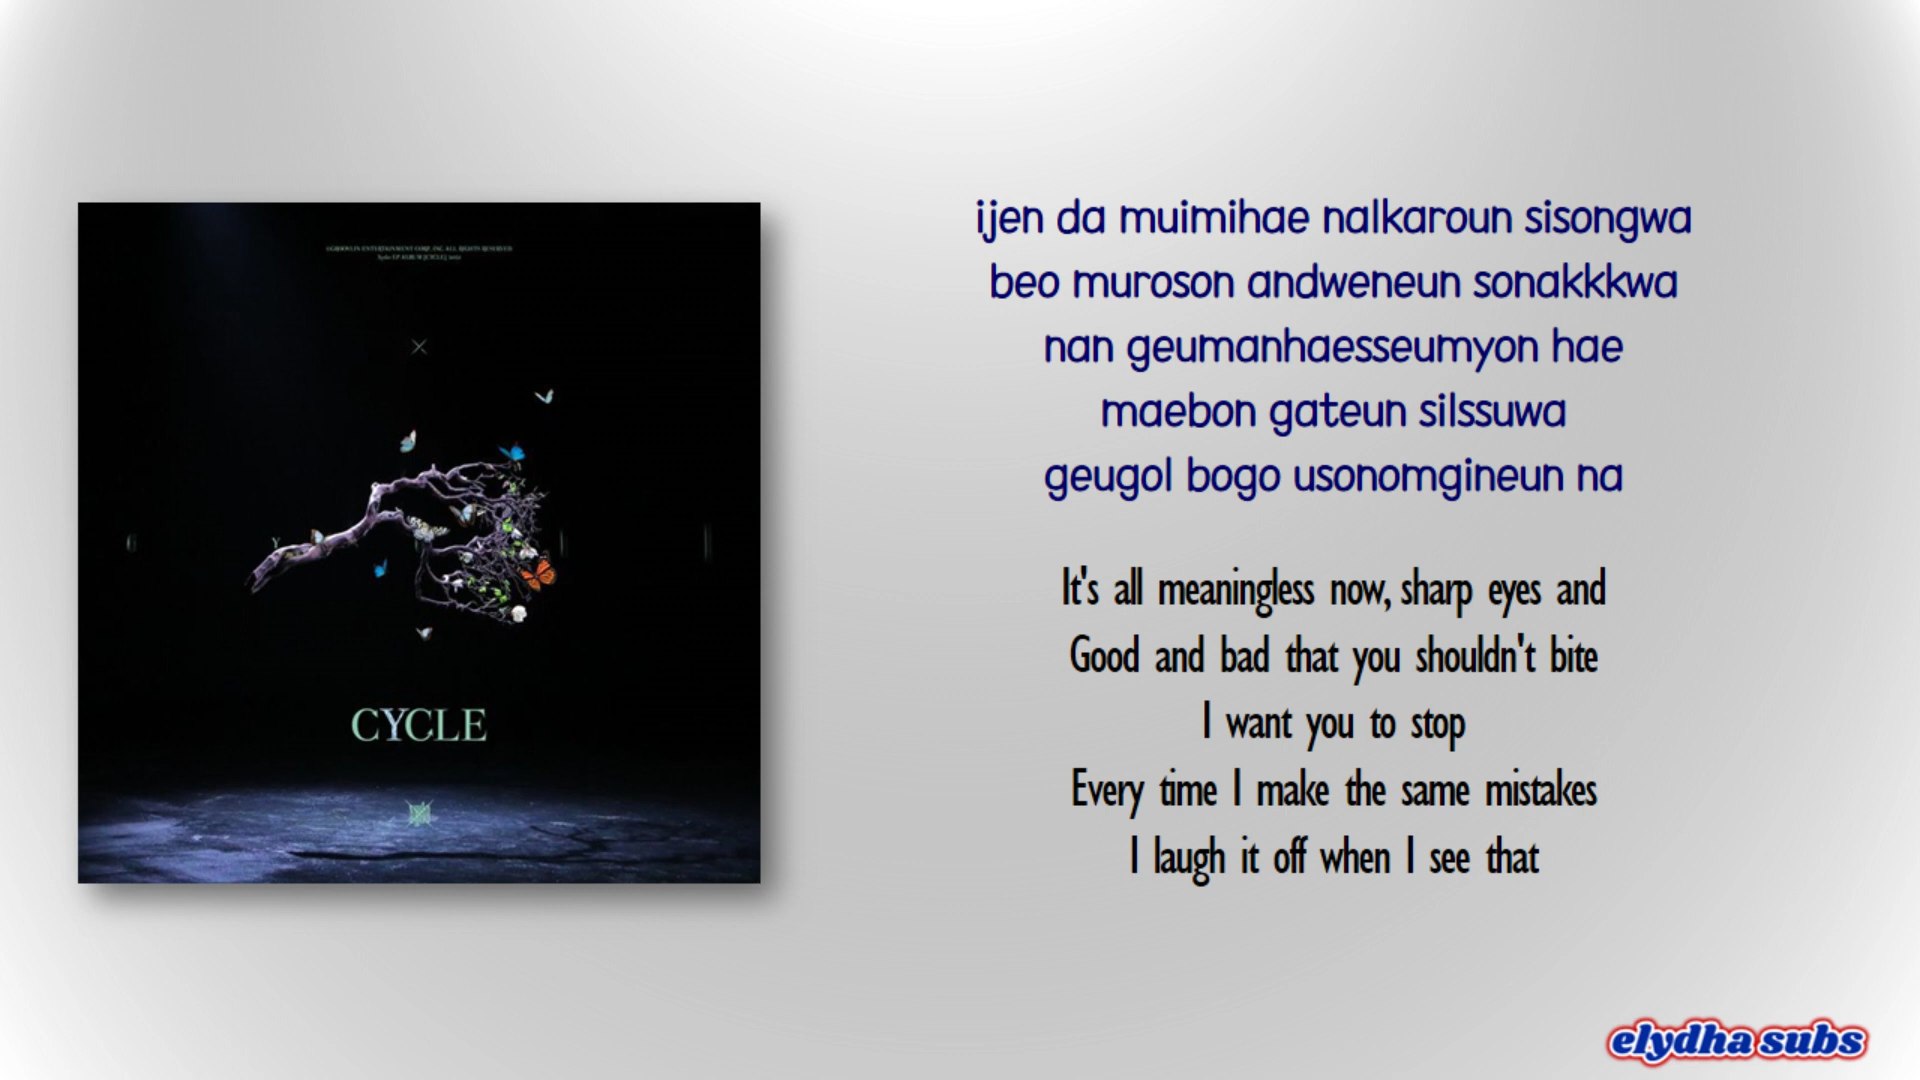 ijen da muimihae nalkaroun sisongwa
beo muroson andweneun sonakkkwa
nan geumanhaesseumyon hae
maebon gateun silssuwa
geugol bogo usonomgineun na
It's all meaningless now, sharp eyes and
Good and bad that you shouldn't bite
I want you to stop
Every time I make the same mistakes
I laugh it off when I see that
CYCLE
elydha subs